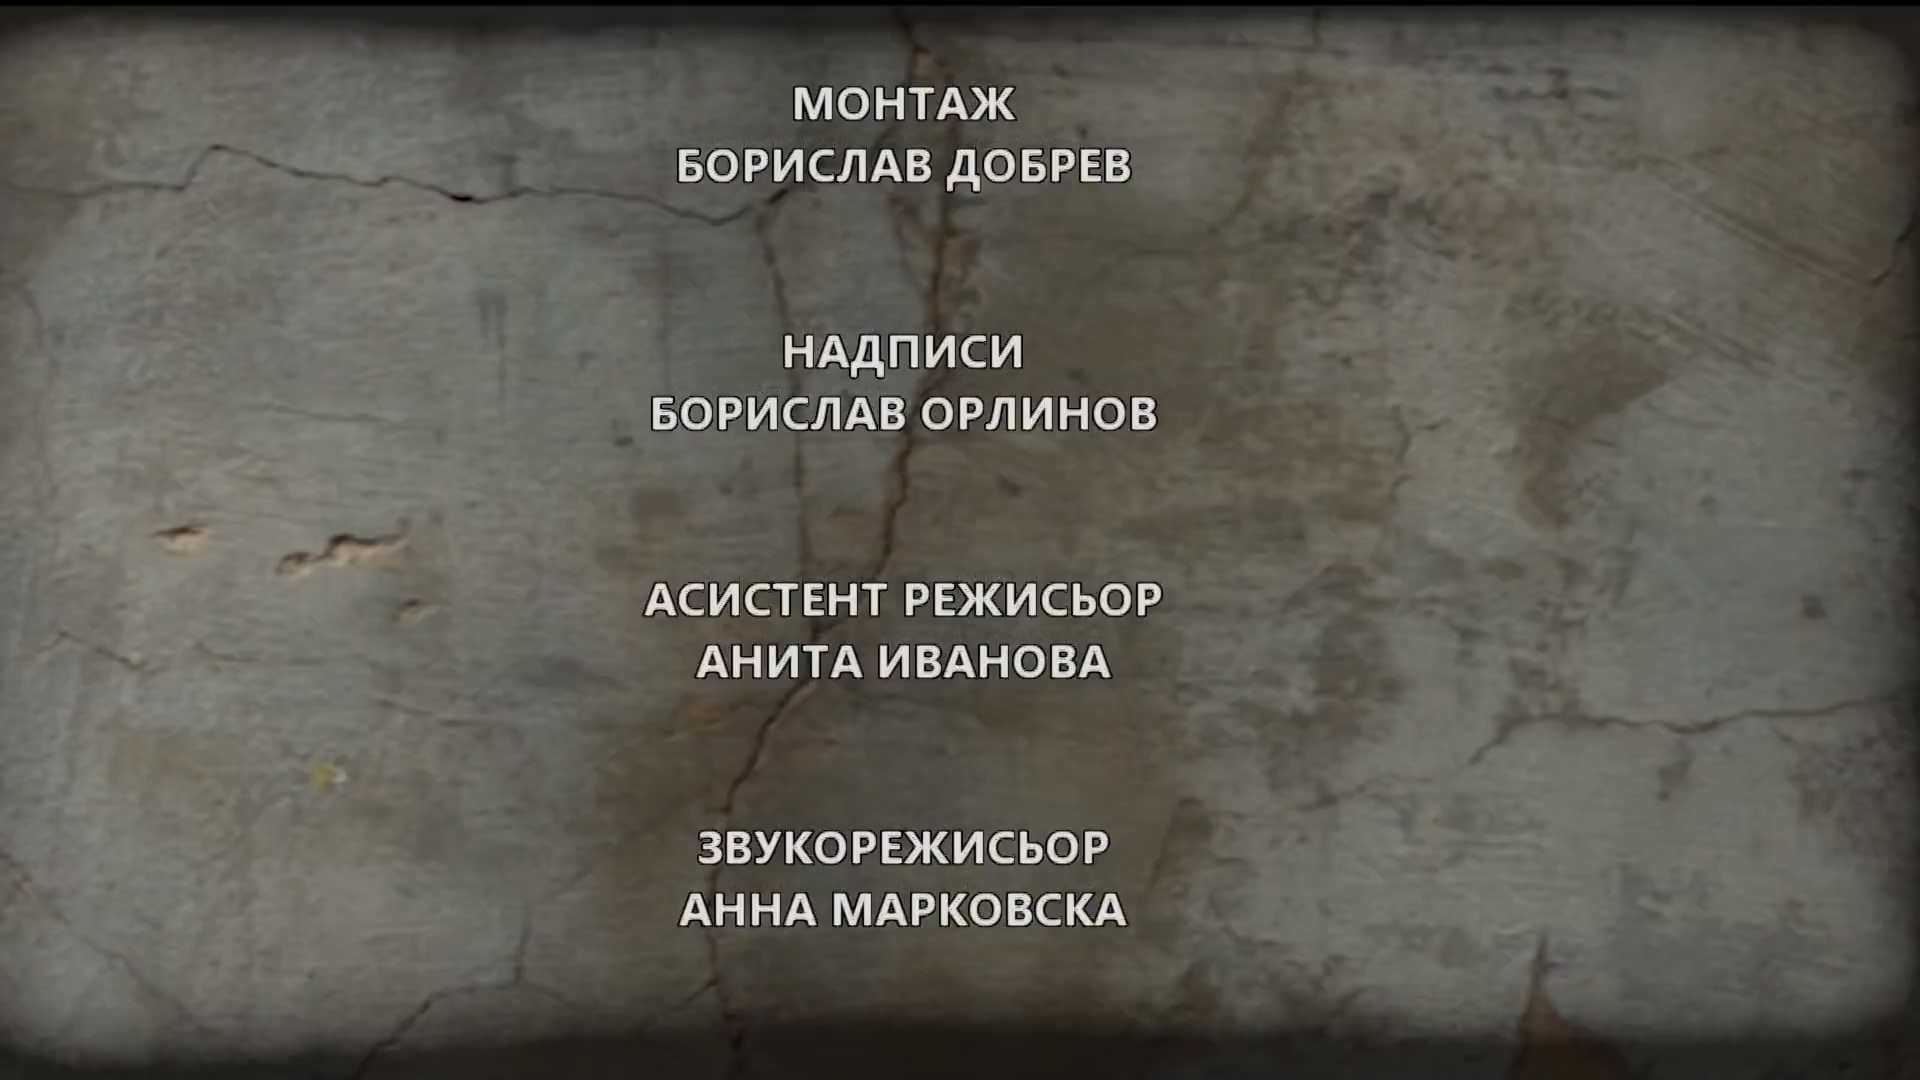 МОНТАЖ
БОРИСЛАВ ДОБРЕВ
НАДПИСИ
БОРИСЛАВ ОРЛИНОВ
АСИСТЕНТ РЕЖИСЬОР
АНИТА ИВАНОВА
ЗВУКОРЕЖИСЬОР
АННА МАРКОВСКА